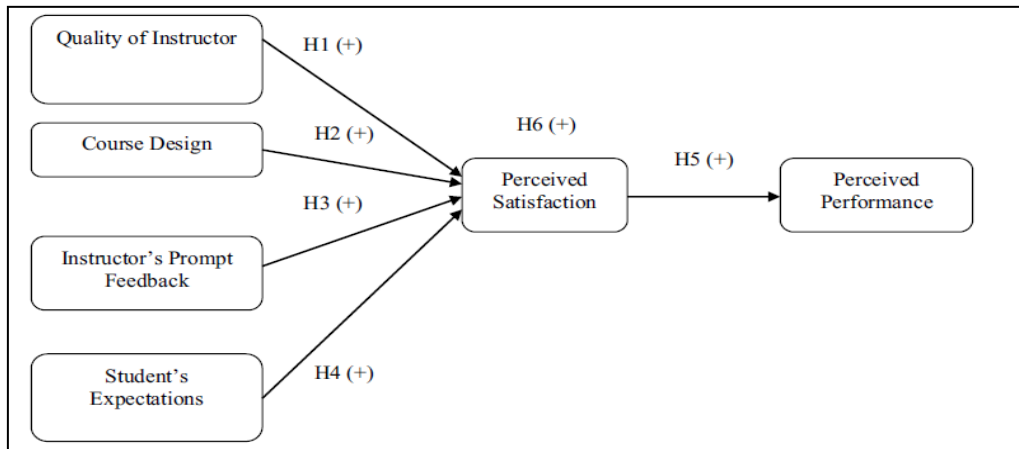 Quality of Instructor
H1 (+)
Course Design
H2 (+)
H6 (+)
H5 (+)
Perceived
Satisfaction
Perceived
Performance
H3 (+)
Instructor's Prompt
Feedback
H4 (+)
Student's
Expectations